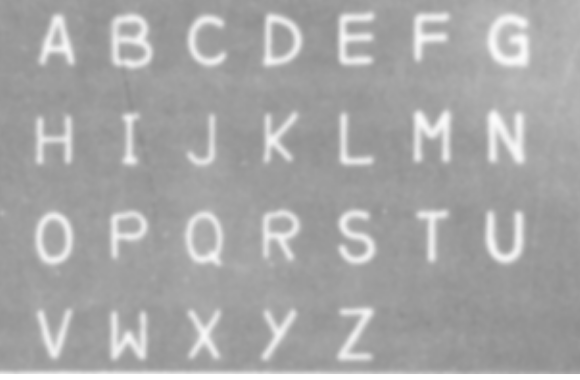 A B C D E F G
H I J K L M N
O P Q R S T U
V W X Y Z